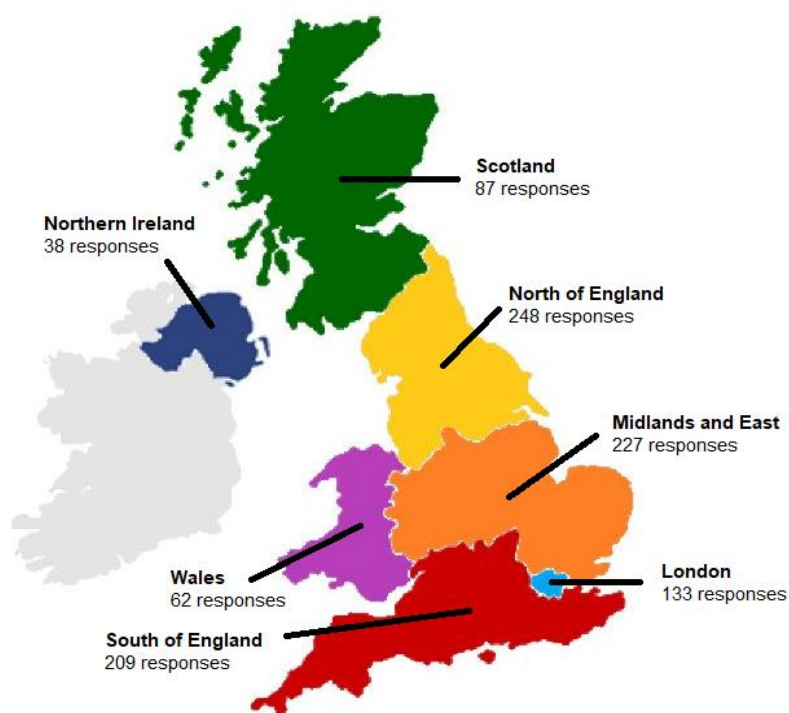 Scotland
87 responses
Northern Ireland
38 responses
North of England
248 responses
Midlands and East
227 responses
Wales
62 responses
London
133 responses
South of England
209 responses